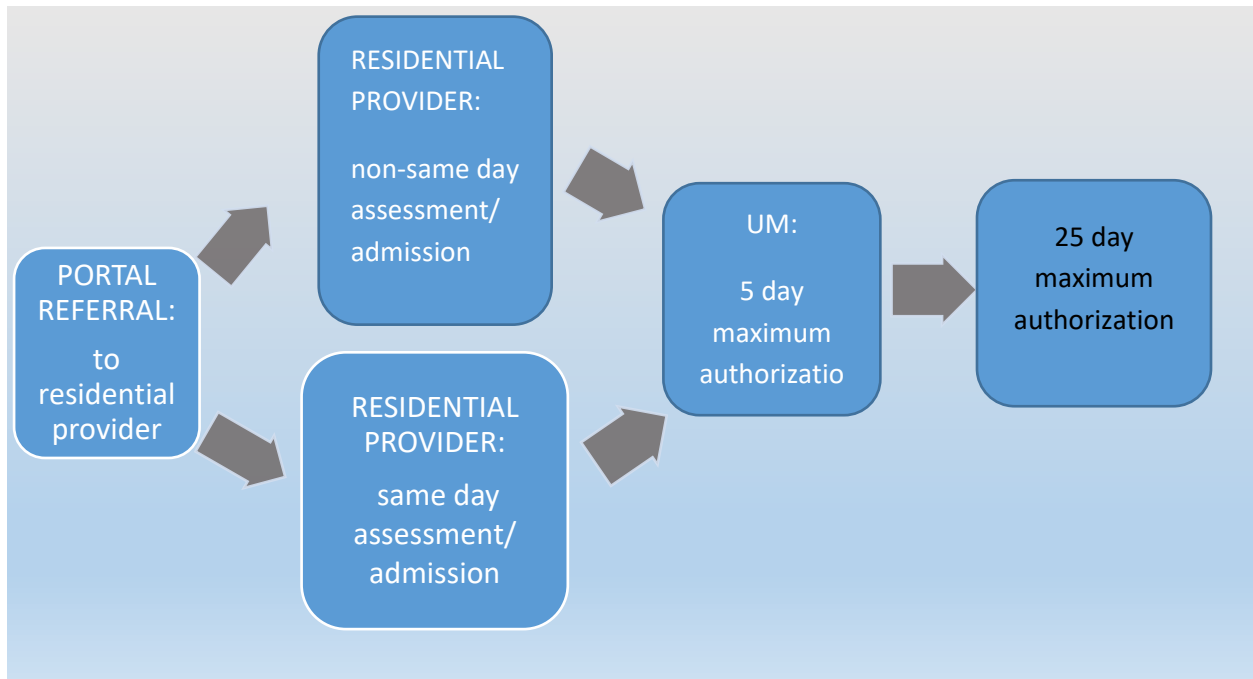 PORTAL
REFERRAL:
to
residential
provider
RESIDENTIAL
PROVIDER:
non-same day
assessment/
admission
RESIDENTIAL
PROVIDER:
same day
assessment/
admission
UM:
5 day
maximum
authorizatio
25 day
maximum
authorization